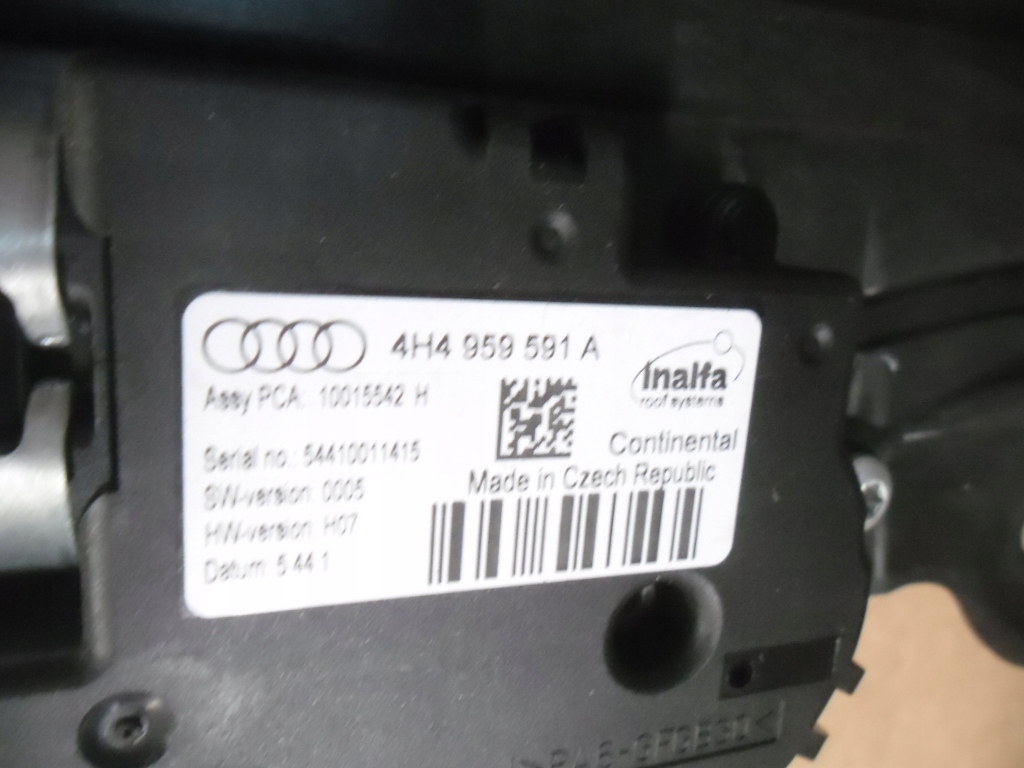 4H4 959 591 A
Inalfa
roof systems
Assy PCA: 10015542 H
Continental
Serial no.: 54410011415
Made in Czech Republic
SW-version: 0005
HW-version: H07
Datum: 5 44 1